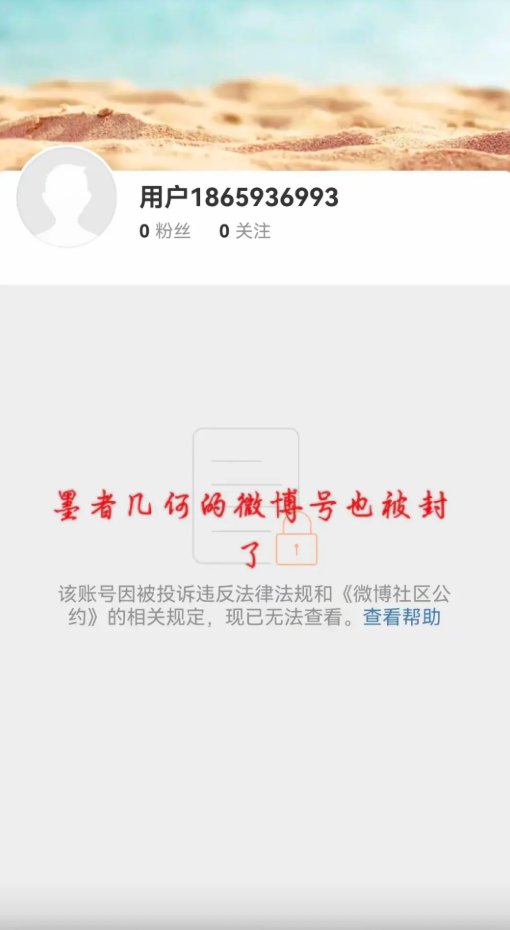 用户1865936993
0 粉丝 0 关注
墨者几何的微博号也被封
了
该账号因被投诉违反法律法规和《微博社区公
约》的相关规定，现已无法查看。查看帮助